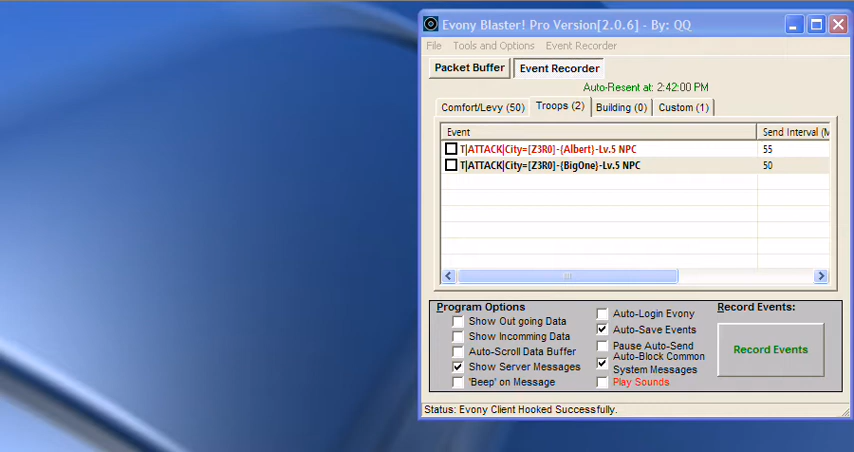 Evony Blaster! Pro Version[2.0.6] - By: QQ
File Tools and Options Event Recorder
Packet Buffer Event Recorder
Auto-Resent at: 2:42:00 PM
Comfort/Levy (50) Troops (2) Building (0) Custom (1)
Event Send Interval (M
T|ATTACK|City=[Z3R0]-{Albert}-Lv.5 NPC 55
T|ATTACK|City=[Z3R0]-{BigOne}-Lv.5 NPC 50
Program Options
Show Out going Data
Show Incomming Data
Auto-Scroll Data Buffer
Show Server Messages
'Beep' on Message
Auto-Login Evony
Auto-Save Events
Pause Auto-Send
Auto-Block Common
System Messages
Play Sounds
Record Events:
Record Events
Status: Evony Client Hooked Successfully.